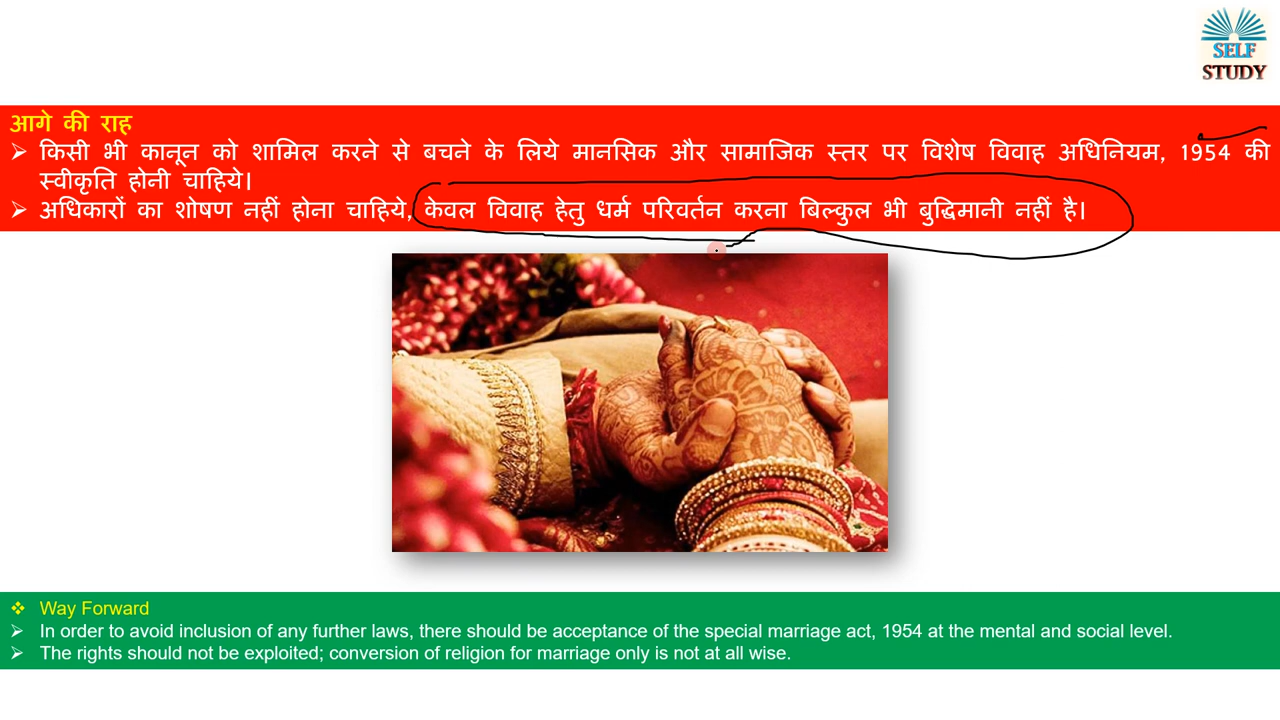 SELF
STUDY
आगे की राह
➢ किसी भी कानून को शामिल करने से बचने के लिये मानसिक और सामाजिक स्तर पर विशेष विवाह अधिनियम, 1954 की
स्वीकृति होनी चाहिये।
➢ अधिकारों का शोषण नहीं होना चाहिये, केवल विवाह हेतु धर्म परिवर्तन करना बिल्कुल भी बुद्धिमानी नहीं है।
❖ Way Forward
➢ In order to avoid inclusion of any further laws, there should be acceptance of the special marriage act, 1954 at the mental and social level.
➢ The rights should not be exploited; conversion of religion for marriage only is not at all wise.